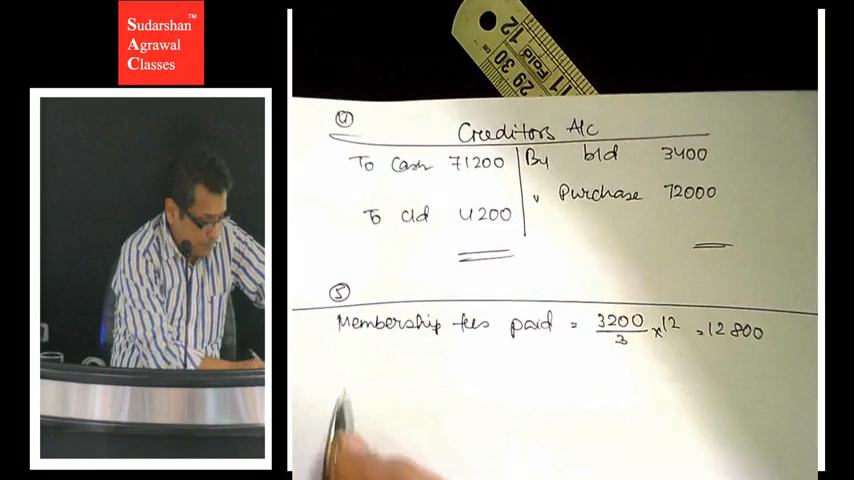 Sudarshan™
Agrawal
Classes
29 30 cm
11 Fold 12
4
Creditors A/c
To Cash 71200 By b/d 3400
" Purchase 72000
To c/d 4200
5
Membership fees paid = 3200/3 × 12 = 12800